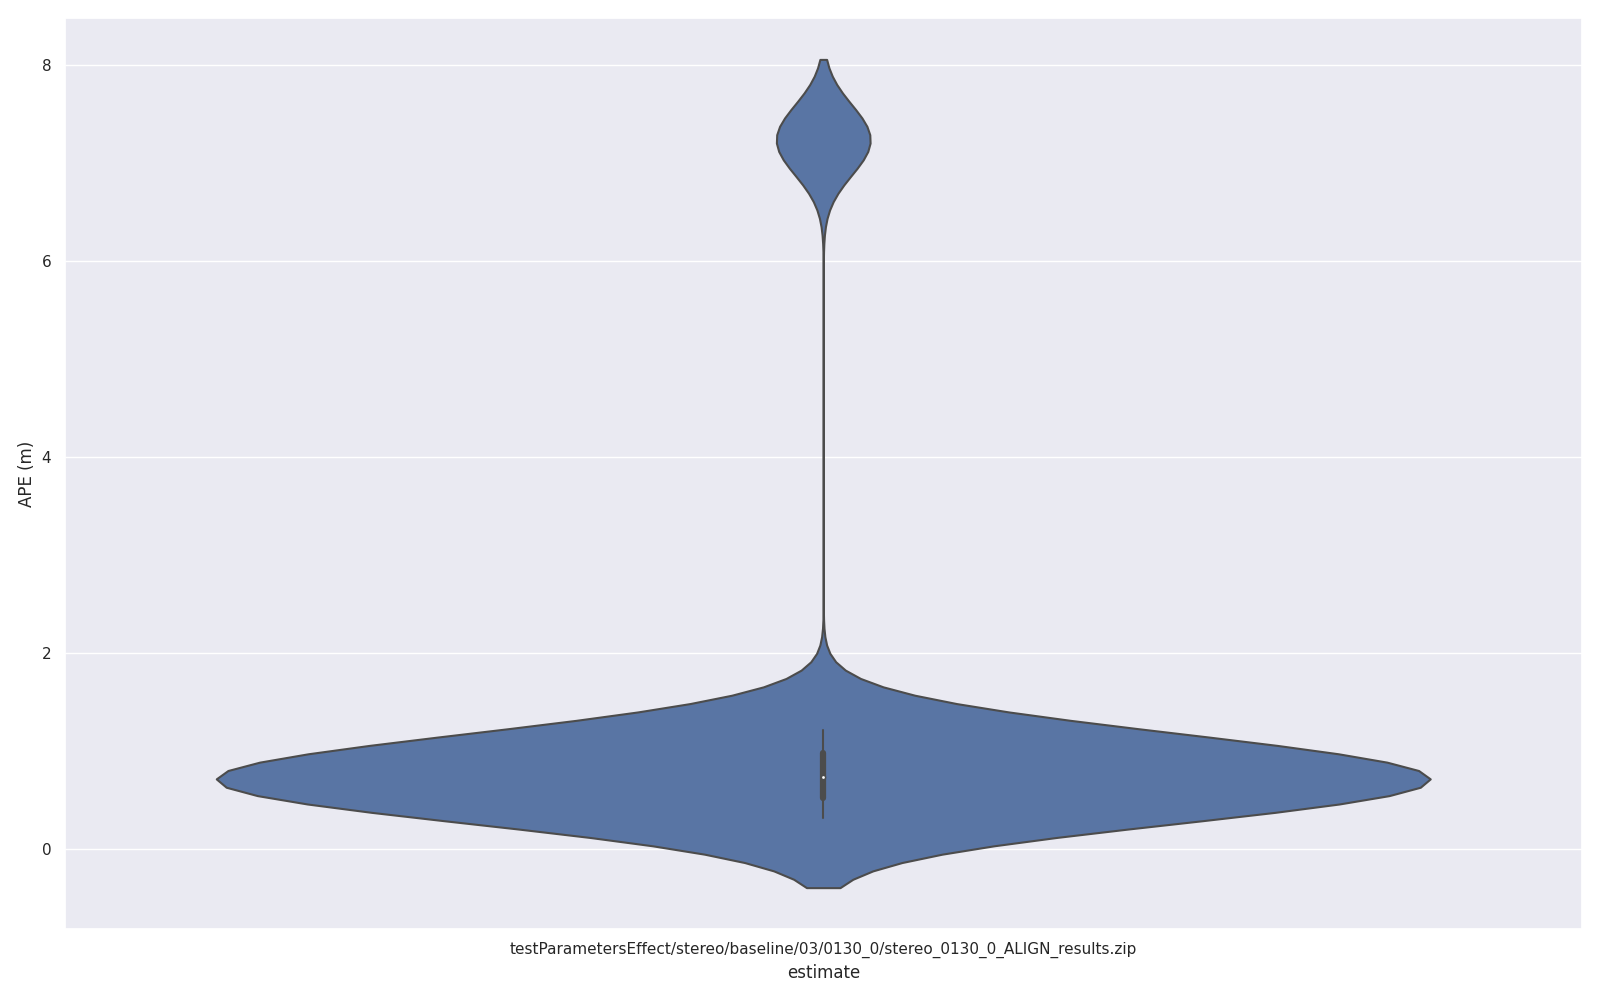 8
6
4
2
0
APE (m)
testParametersEffect/stereo/baseline/03/0130_0/stereo_0130_0_ALIGN_results.zip
estimate